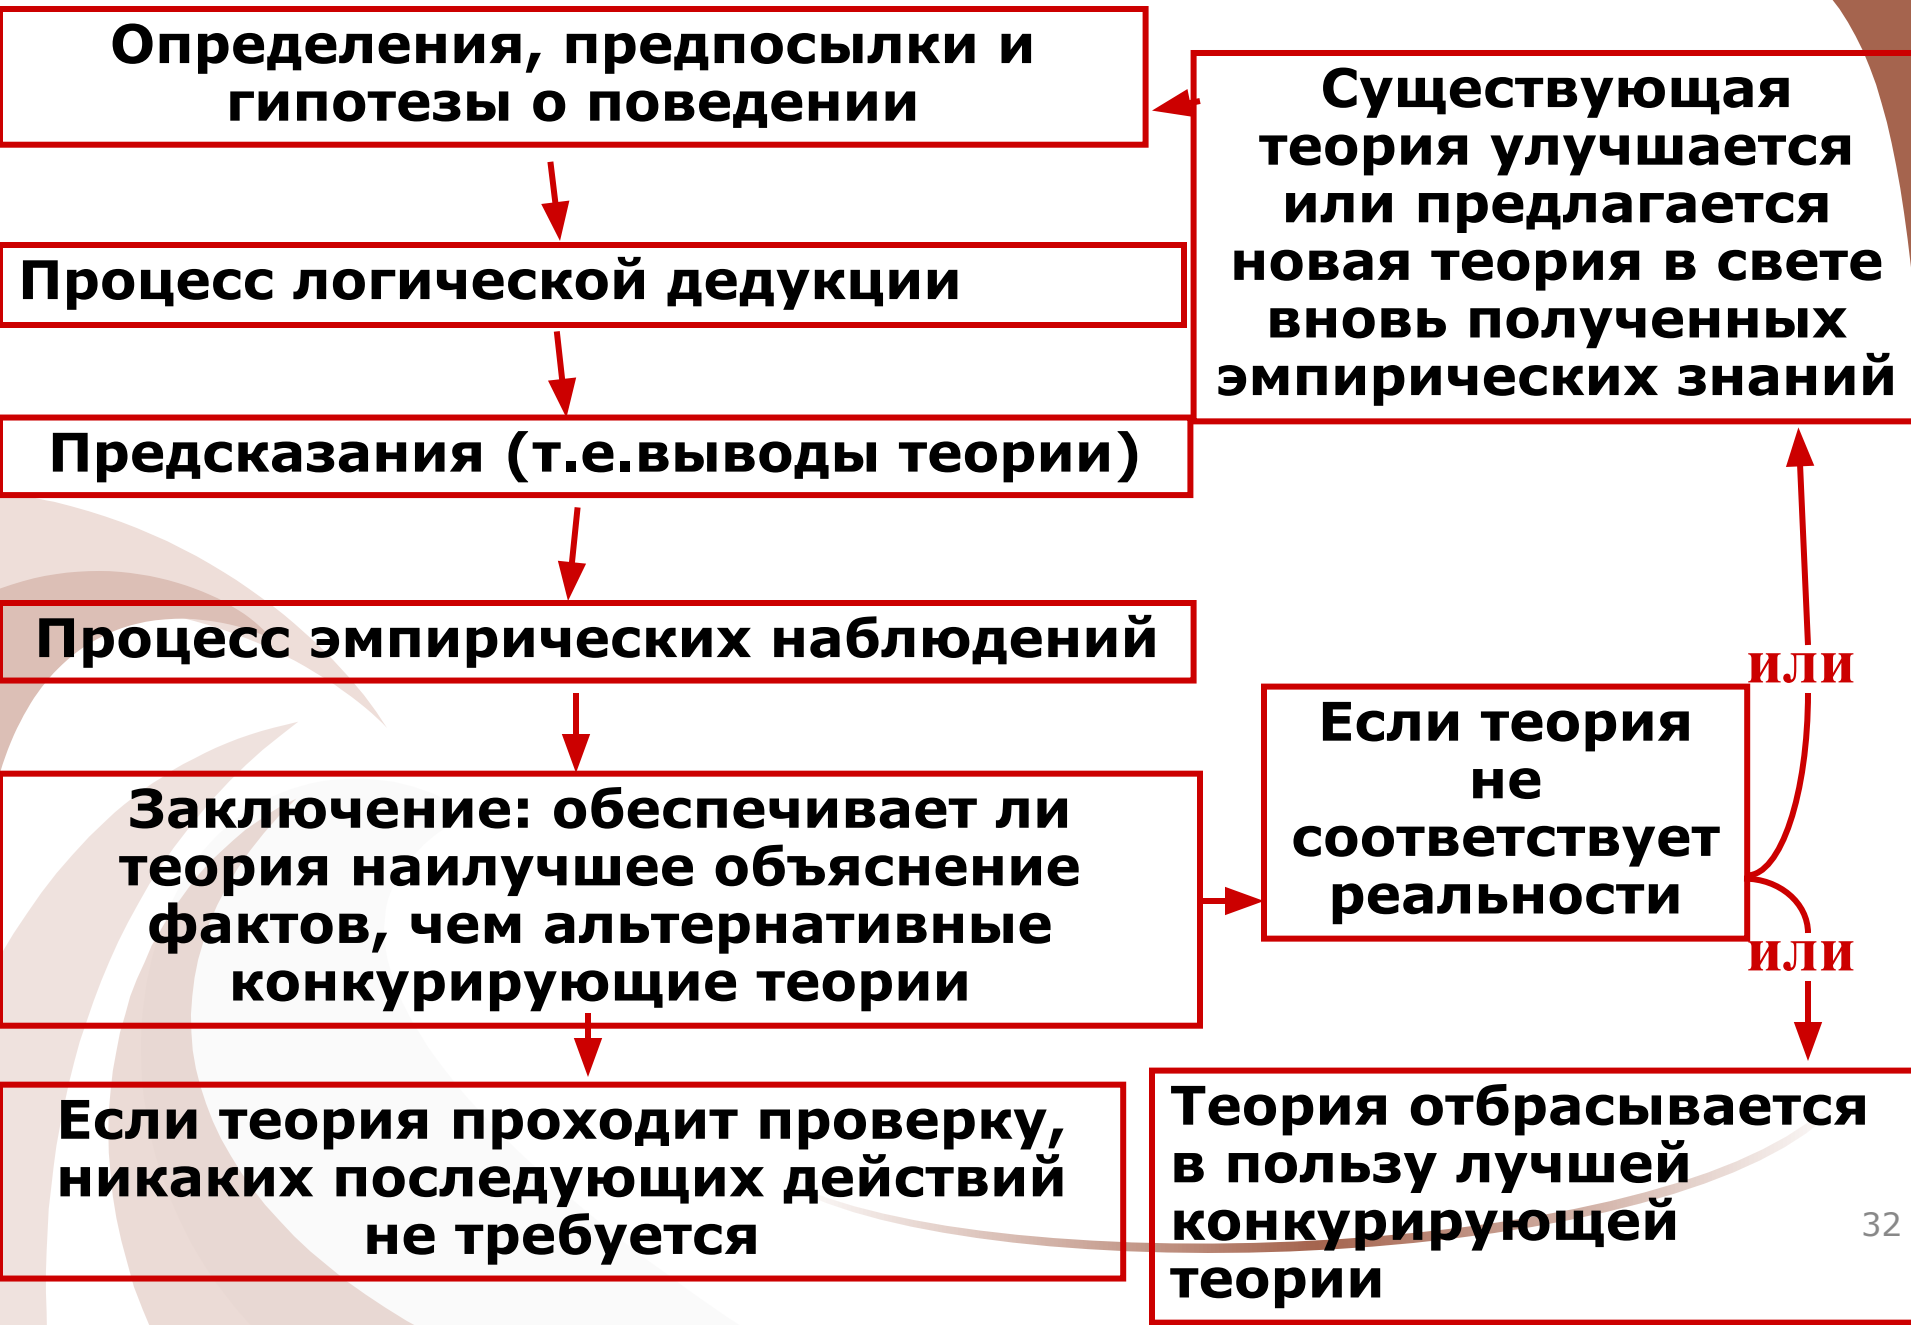 Определения, предпосылки и
гипотезы о поведении
Существующая
теория улучшается
или предлагается
новая теория в свете
вновь полученных
эмпирических знаний
Процесс логической дедукции
Предсказания (т.е.выводы теории)
Процесс эмпирических наблюдений
или
Если теория
не
соответствует
реальности
Заключение: обеспечивает ли
теория наилучшее объяснение
фактов, чем альтернативные
конкурирующие теории
или
Если теория проходит проверку,
никаких последующих действий
не требуется
Теория отбрасывается
в пользу лучшей
конкурирующей
теории
32